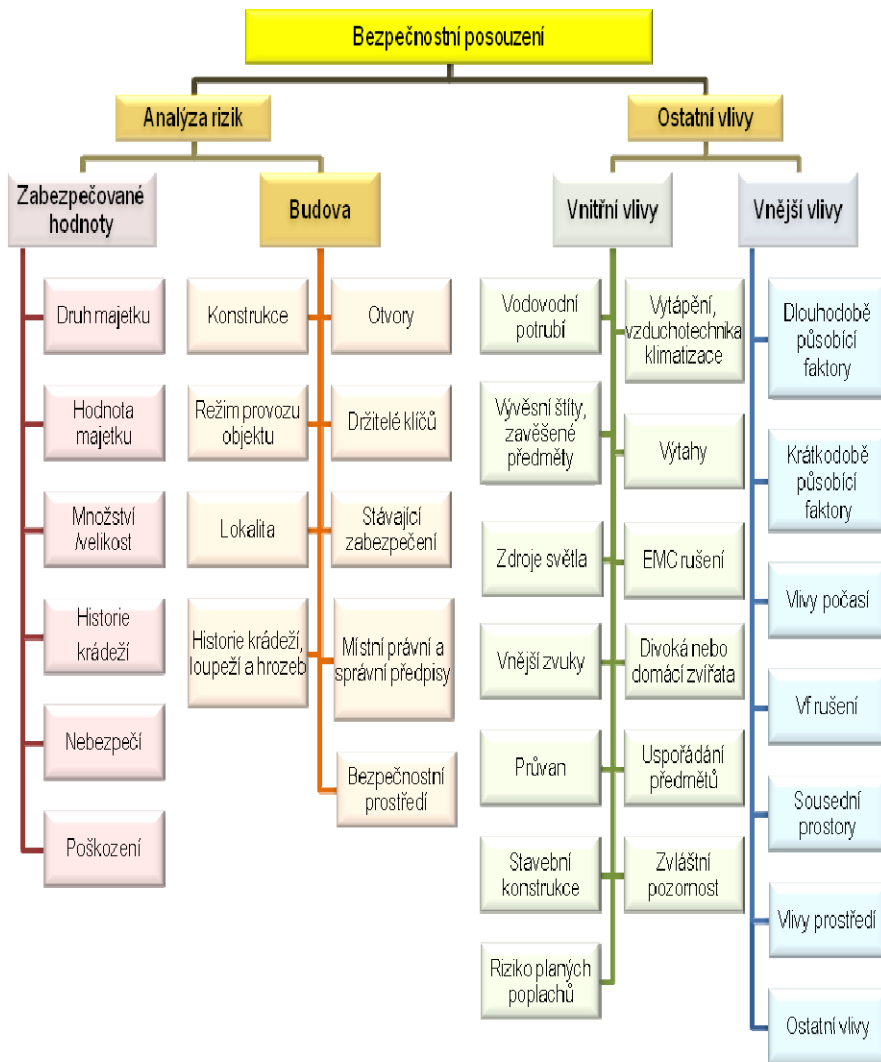 Bezpečnostní posouzení
Analýza rizik
Ostatní vlivy
Zabezpečované
hodnoty
Budova
Vnitřní vlivy
Vnější vlivy
Druh majetku
Hodnota
majetku
Množství
/velikost
Historie
krádeží
Nebezpečí
Poškození
Konstrukce
Otvory
Režim provozu
objektu
Držitelé klíčů
Lokalita
Stávající
zabezpečení
Historie krádeží,
loupeží a hrozeb
Místní právní a
správní předpisy
Bezpečnostní
prostředí
Vodovodní
potrubí
Vytápění,
vzduchotechnika
klimatizace
Vývěsní štíty,
zavěšené
předměty
Výtahy
Zdroje světla
EMC rušení
Vnější zvuky
Divoká nebo
domácí zvířata
Průvan
Uspořádání
předmětů
Stavební
konstrukce
Zvláštní
pozornost
Riziko planých
poplachů
Dlouhodobě
působící
faktory
Krátkodobě
působící
faktory
Vlivy počasí
Vf rušení
Sousední
prostory
Vlivy prostředí
Ostatní vlivy